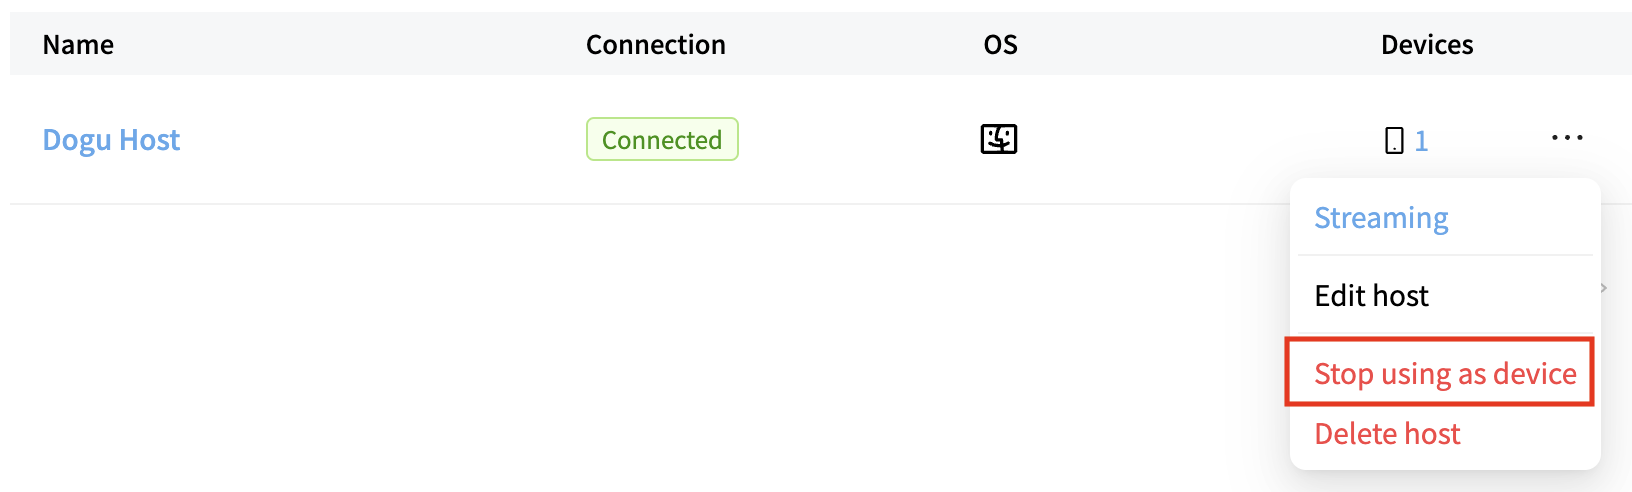 Name Connection OS Devices
Dogu Host Connected 1 ...
Streaming
Edit host
Stop using as device
Delete host